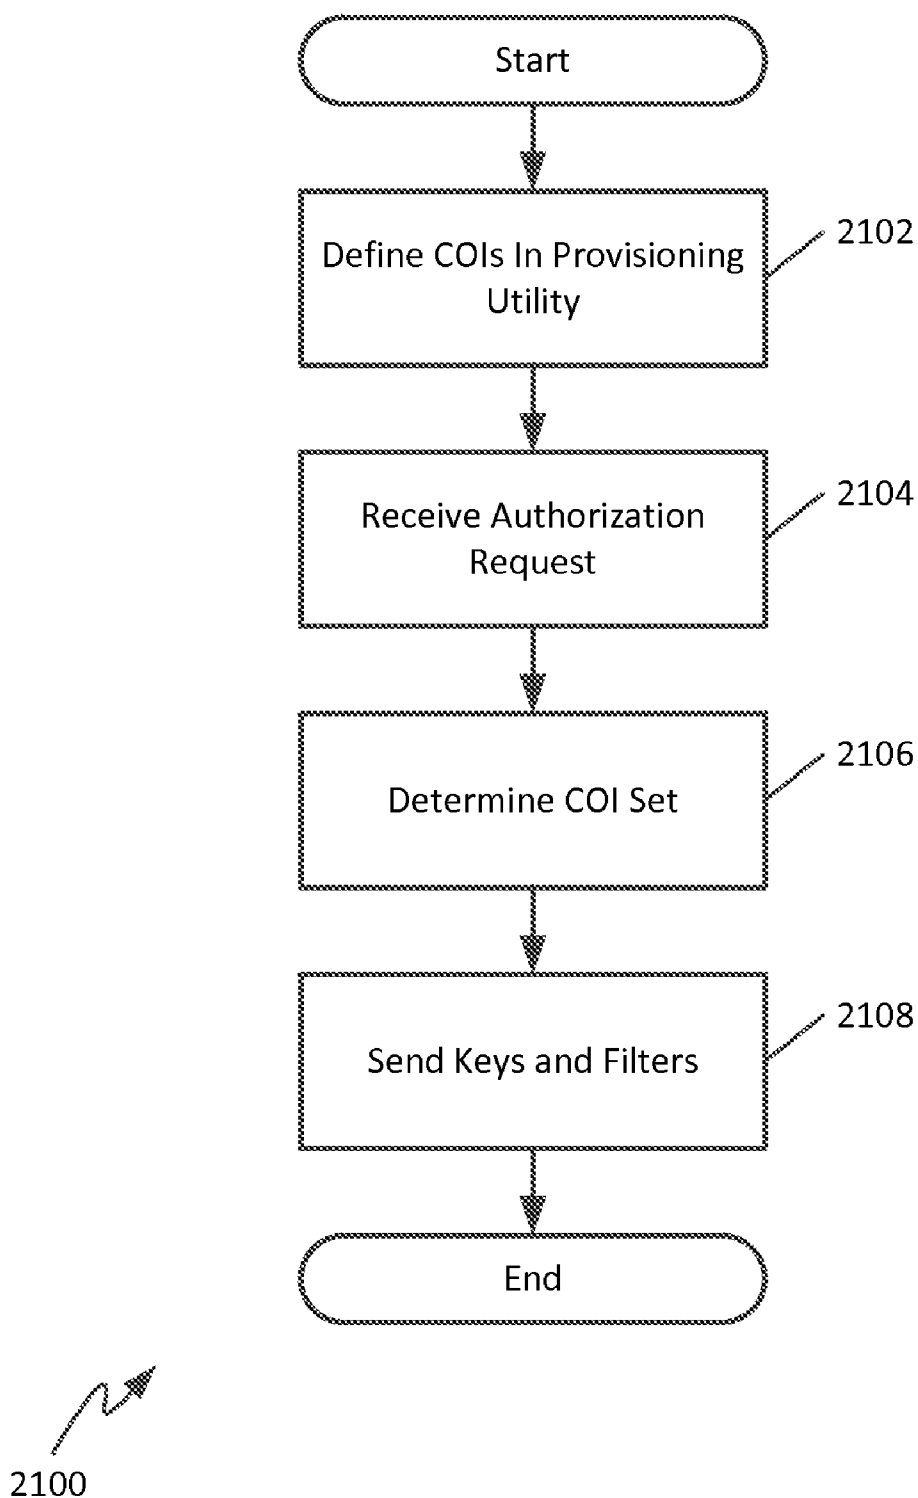 Start
Define COIs In Provisioning
Utility
2102
Receive Authorization
Request
2104
Determine COI Set
2106
Send Keys and Filters
2108
End
2100